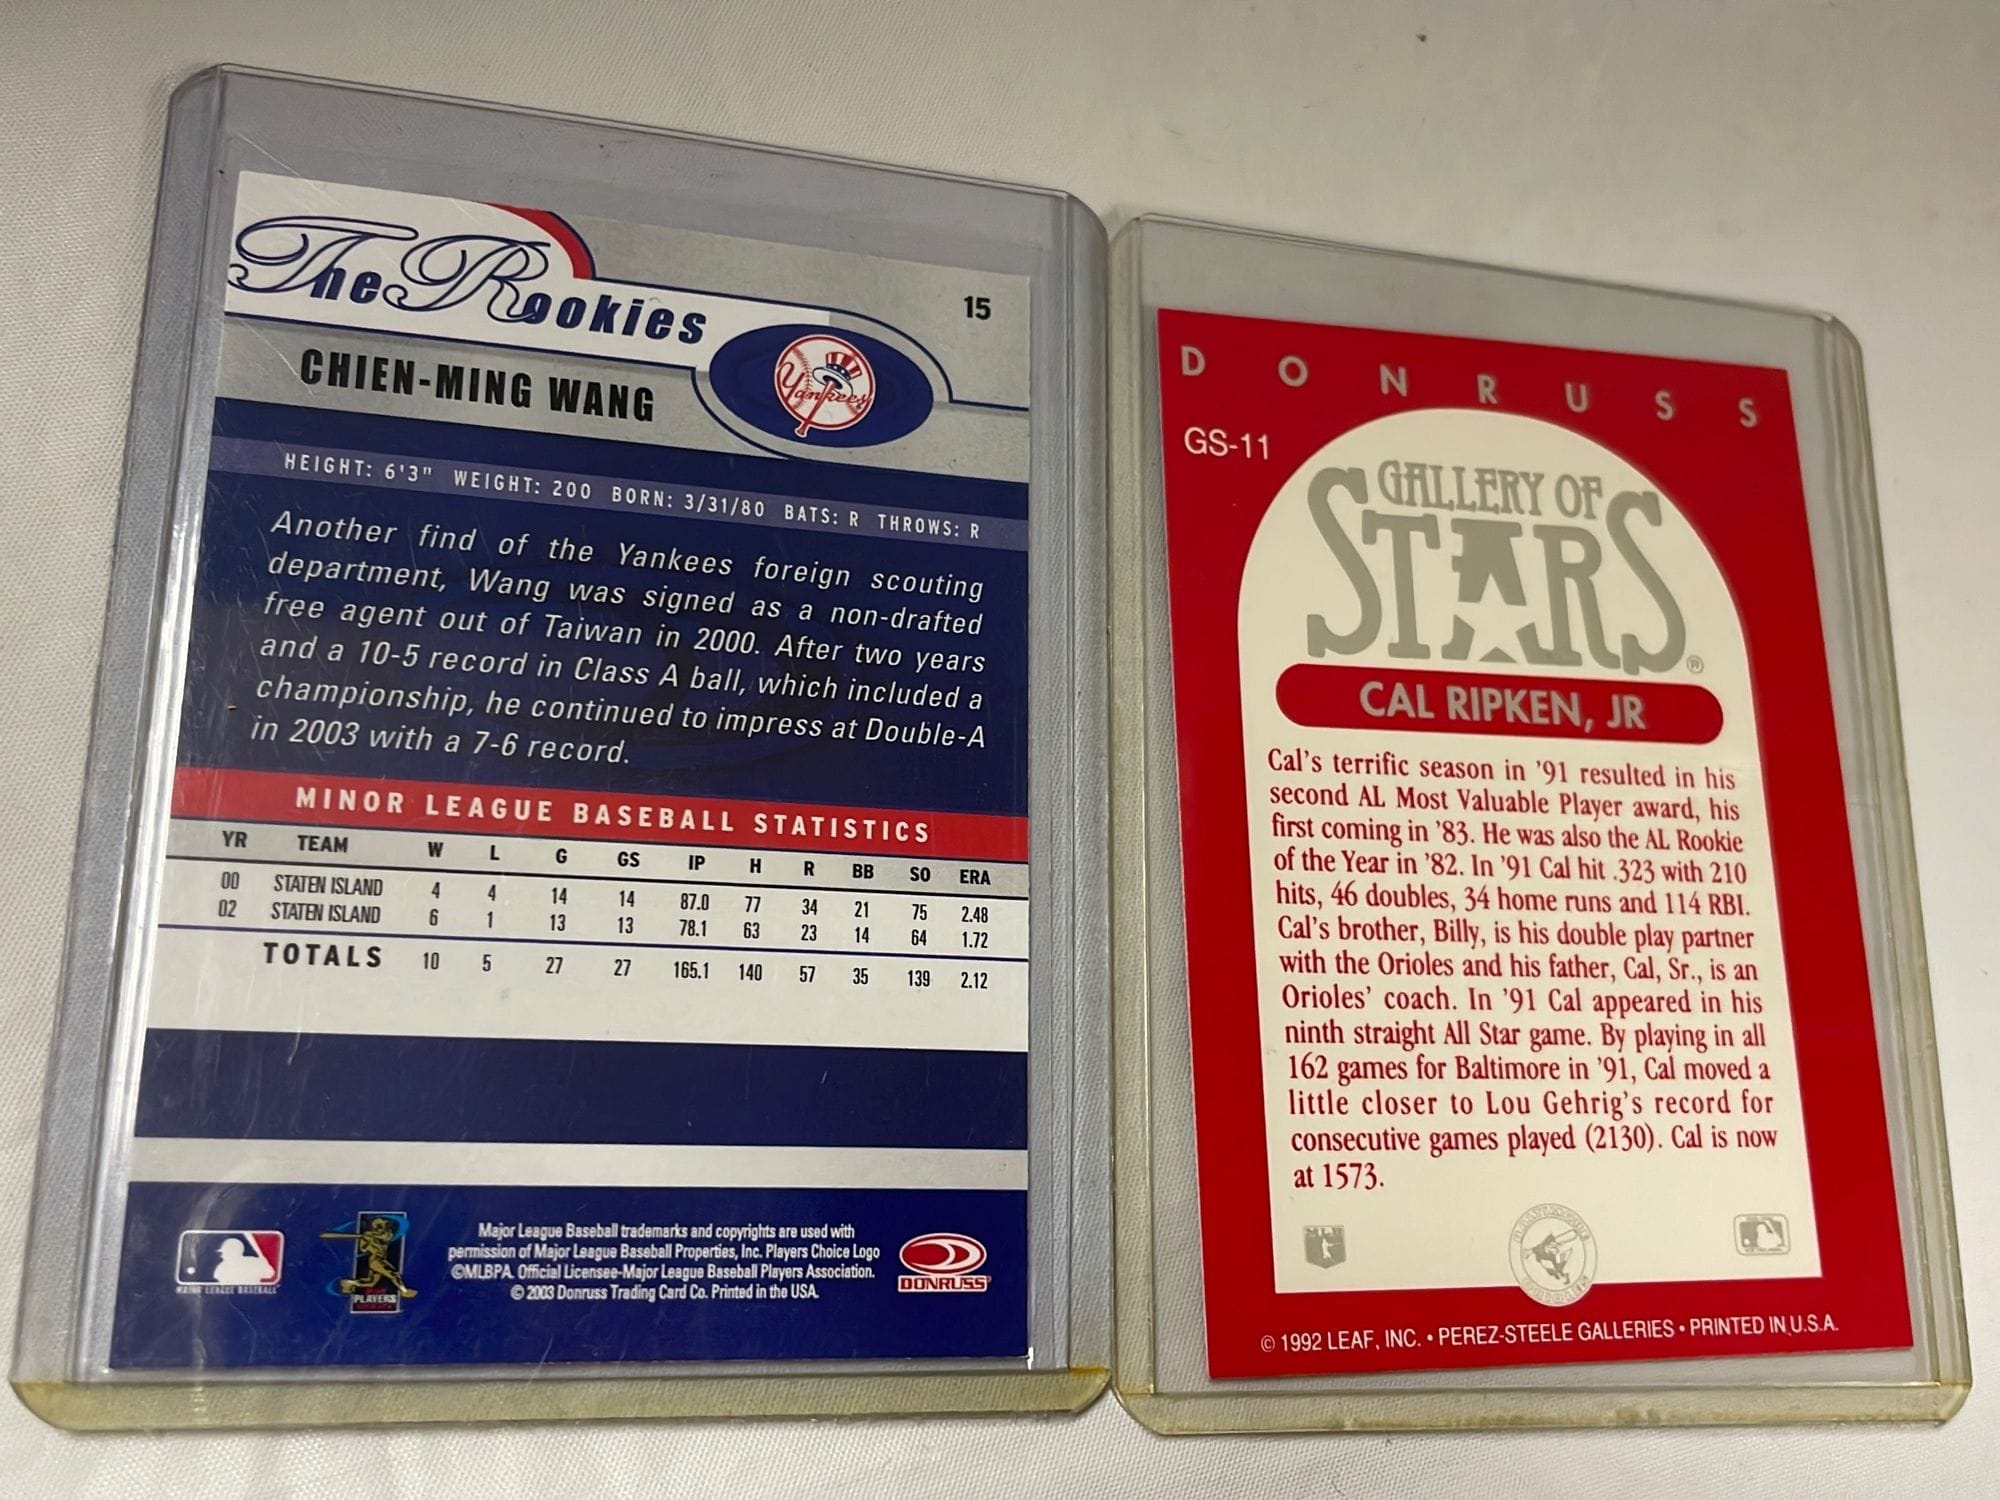 The Rookies
15
CHIEN-MING WANG
Yankees
HEIGHT: 6'3" WEIGHT: 200 BORN: 3/31/80 BATS: R THROWS: R
Another find of the Yankees foreign scouting
department, Wang was signed as a non-drafted
free agent out of Taiwan in 2000. After two years
and a 10-5 record in Class A ball, which included a
championship, he continued to impress at Double-A
in 2003 with a 7-6 record.
MINOR LEAGUE BASEBALL STATISTICS
YR TEAM W L G GS IP H R BB SO ERA
00 STATEN ISLAND 4 4 14 14 87.0 77 34 21 75 2.48
02 STATEN ISLAND 6 1 13 13 78.1 63 23 14 64 1.72
TOTALS 10 5 27 27 165.1 140 57 35 139 2.12
MAJOR LEAGUE BASEBALL
PLAYERS
Major League Baseball trademarks and copyrights are used with
permission of Major League Baseball Properties, Inc. Players Choice Logo
©MLBPA. Official Licensee-Major League Baseball Players Association.
© 2003 Donruss Trading Card Co. Printed in the USA.
DONRUSS
DONRUSS
GS-11
GALLERY OF
STARS®
CAL RIPKEN, JR
Cal's terrific season in '91 resulted in his
second AL Most Valuable Player award, his
first coming in '83. He was also the AL Rookie
of the Year in '82. In '91 Cal hit .323 with 210
hits, 46 doubles, 34 home runs and 114 RBI.
Cal's brother, Billy, is his double play partner
with the Orioles and his father, Cal, Sr., is an
Orioles' coach. In '91 Cal appeared in his
ninth straight All Star game. By playing in all
162 games for Baltimore in '91, Cal moved a
little closer to Lou Gehrig's record for
consecutive games played (2130). Cal is now
at 1573.
BALTIMORE ORIOLES
© 1992 LEAF, INC. • PEREZ-STEELE GALLERIES • PRINTED IN U.S.A.